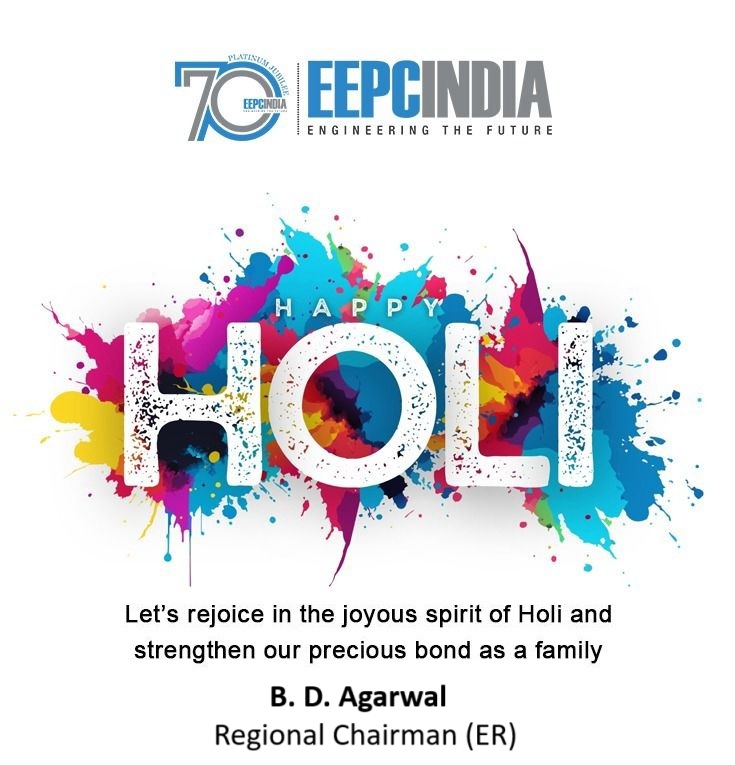 PLATINUM JUBILEE
70
EEPCINDIA
EEPCINDIA
ENGINEERING THE FUTURE
HAPPY
HOLI
Let's rejoice in the joyous spirit of Holi and
strengthen our precious bond as a family
B. D. Agarwal
Regional Chairman (ER)